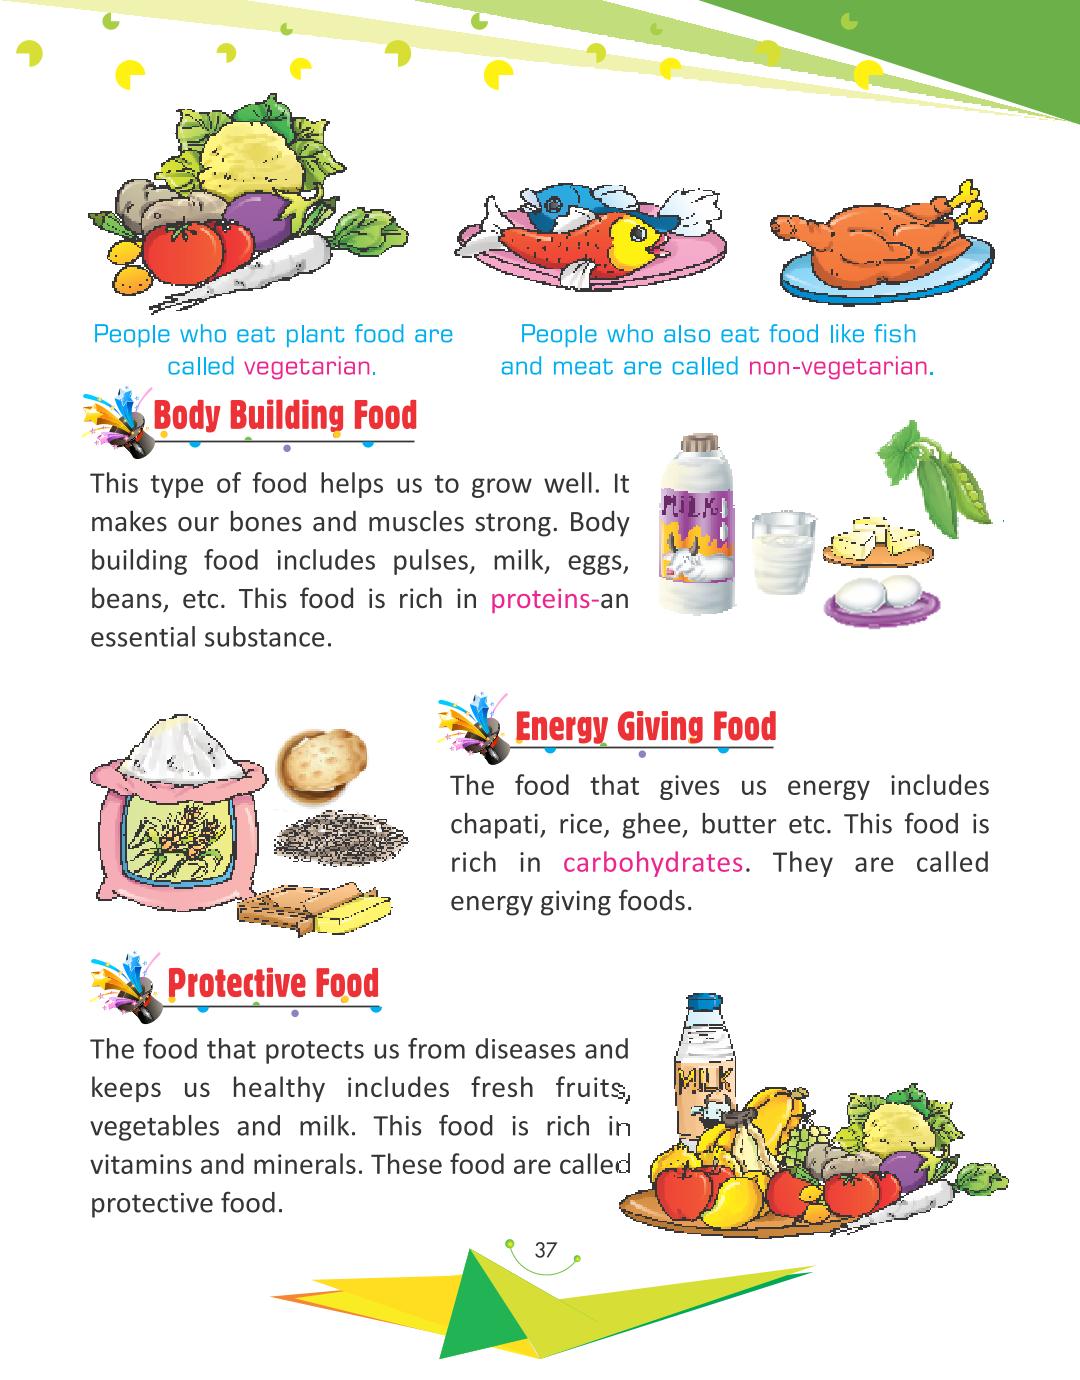 People who eat plant food are
called vegetarian.
People who also eat food like fish
and meat are called non-vegetarian.
Body Building Food
This type of food helps us to grow well. It
makes our bones and muscles strong. Body
building food includes pulses, milk, eggs,
beans, etc. This food is rich in proteins-an
essential substance.
MILK
Energy Giving Food
The food that gives us energy includes
chapati, rice, ghee, butter etc. This food is
rich in carbohydrates. They are called
energy giving foods.
Protective Food
The food that protects us from diseases and
keeps us healthy includes fresh fruits,
vegetables and milk. This food is rich in
vitamins and minerals. These food are called
protective food.
MILK
37